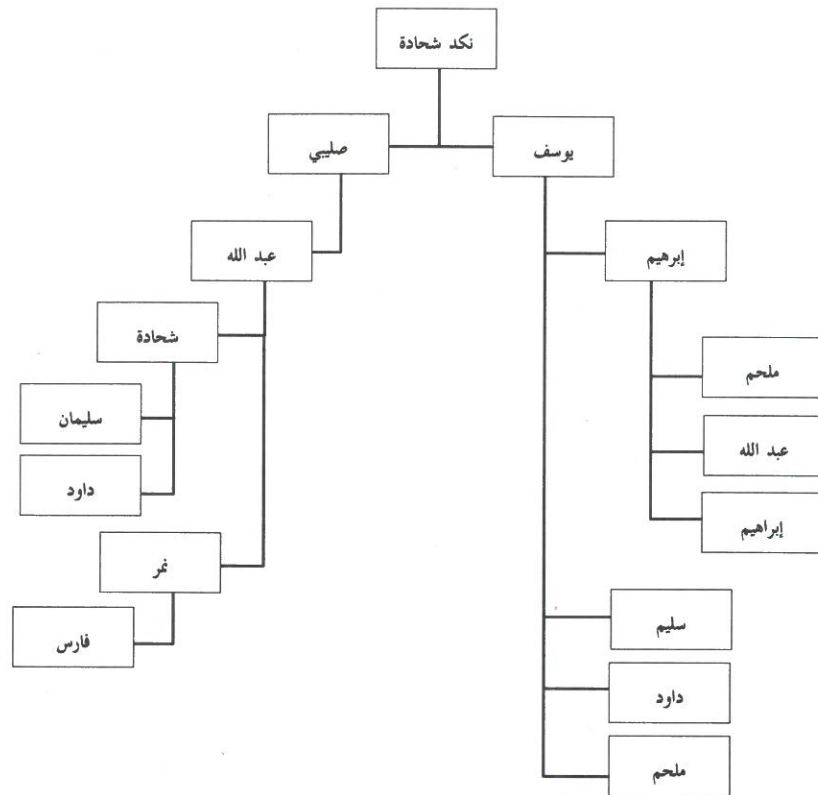 نكد شحادة
يوسف
صليبي
إبرهيم
عبد الله
شحادة
ملحم
سليمان
عبد الله
داود
إبراهيم
نمر
سليم
فارس
داود
ملحم